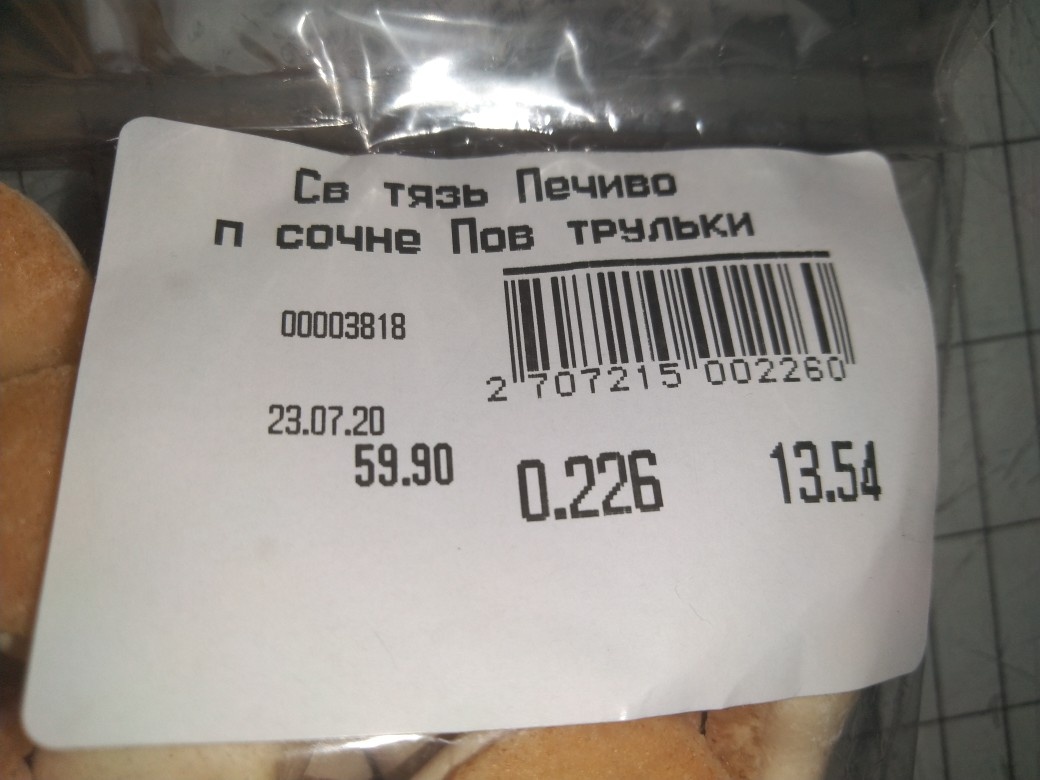 Св тязь Печиво
п сочне Пов трульки
00003818
2 707215 002260
23.07.20
59.90
0.226
13.54